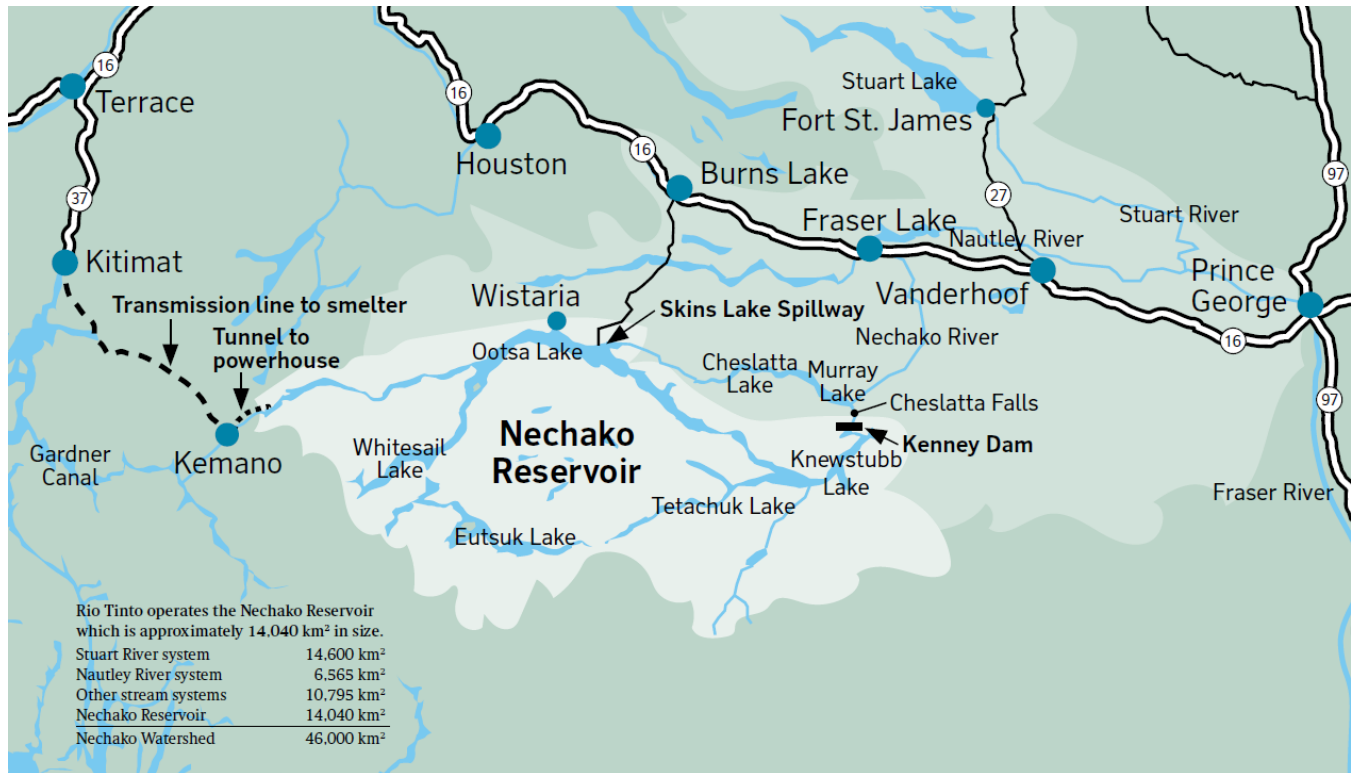 16
Terrace
37
Kitimat
Transmission line to smelter
Tunnel to
powerhouse
Gardner
Canal
Kemano
16
Houston
16
Burns Lake
Stuart Lake
Fort St. James
27
97
Stuart River
Fraser Lake
Nautley River
Vanderhoof
Prince
George
16
97
Fraser River
Wistaria
Skins Lake Spillway
Ootsa Lake
Cheslatta
Lake
Murray
Lake
Nechako River
Cheslatta Falls
Kenney Dam
Knewstubb
Lake
Nechako
Reservoir
Whitesail
Lake
Tetachuk Lake
Eutsuk Lake
Rio Tinto operates the Nechako Reservoir
which is approximately 14,040 km² in size.
Stuart River system 14,600 km²
Nautley River system 6,565 km²
Other stream systems 10,795 km²
Nechako Reservoir 14,040 km²
Nechako Watershed 46,000 km²